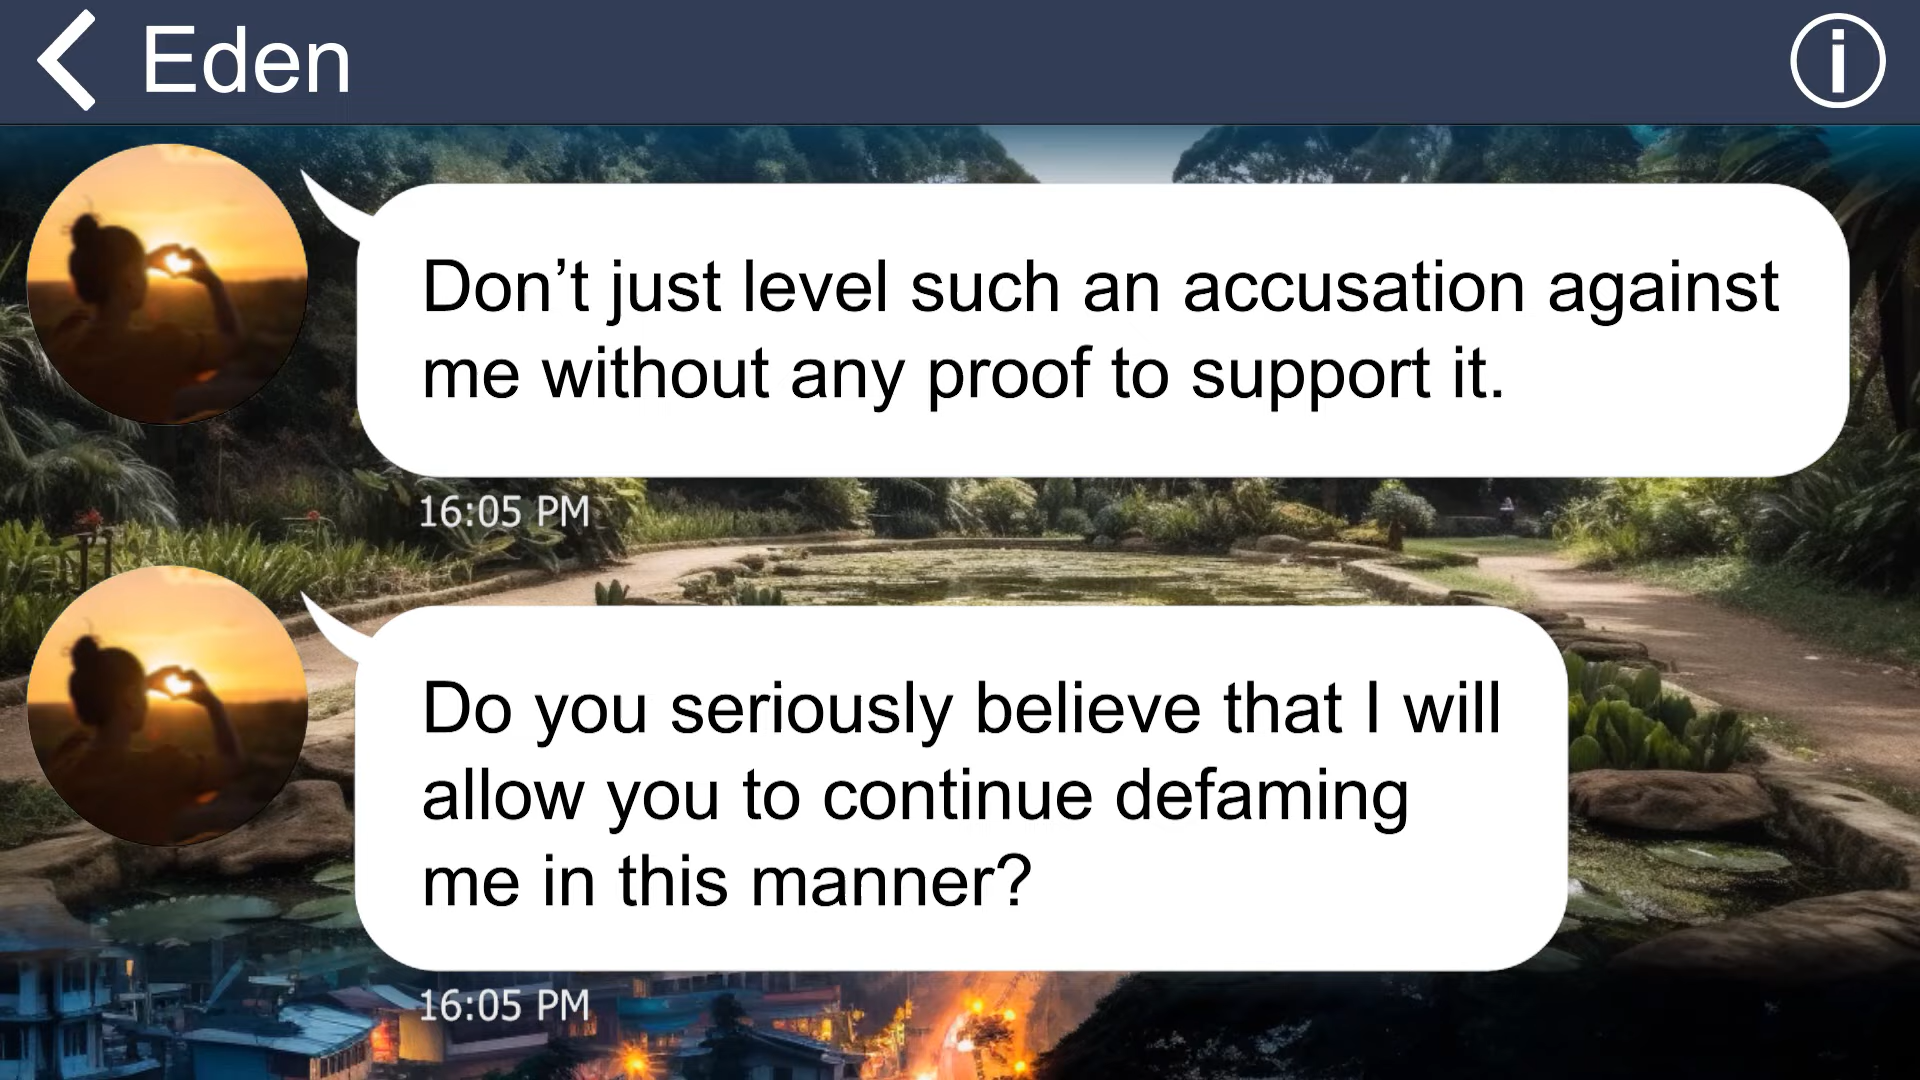 Eden
Don’t just level such an accusation against
me without any proof to support it.
16:05 PM
Do you seriously believe that I will
allow you to continue defaming
me in this manner?
16:05 PM